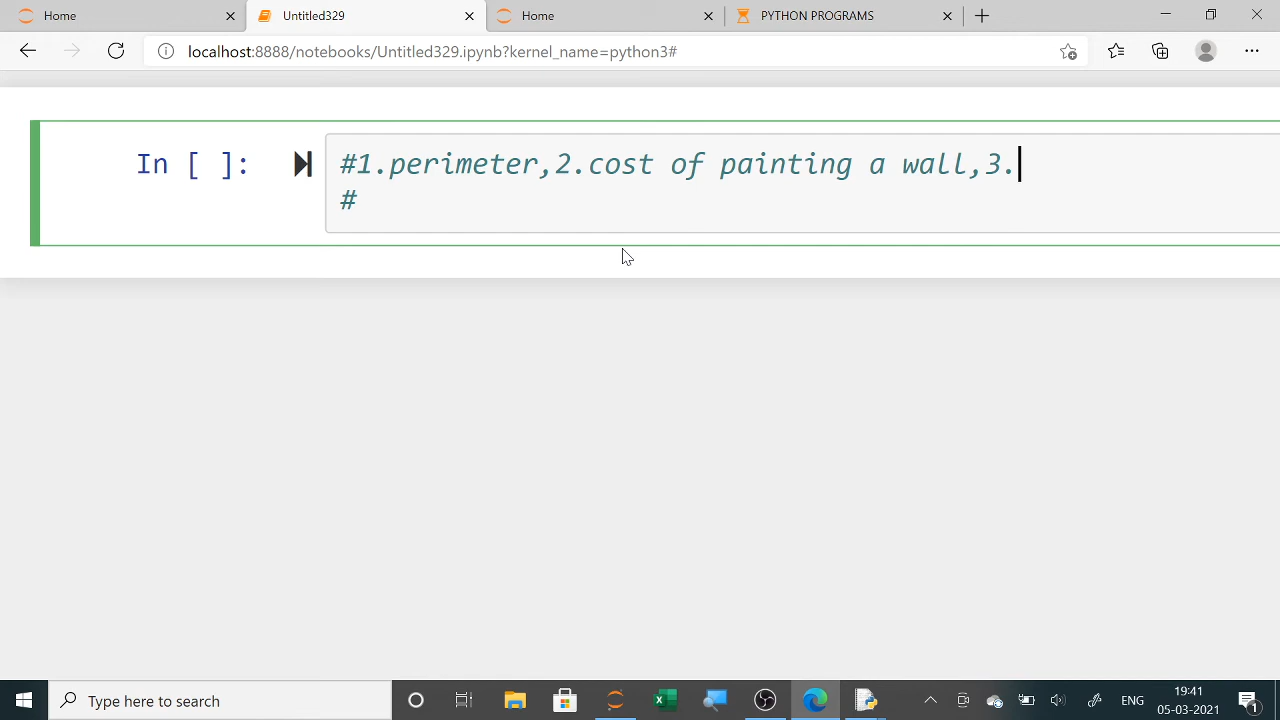 Home
Untitled329
Home
PYTHON PROGRAMS
localhost:8888/notebooks/Untitled329.ipynb?kernel_name=python3#
In [ ]:
#1.perimeter,2.cost of painting a wall,3.
#
Type here to search
ENG
19:41
05-03-2021
1